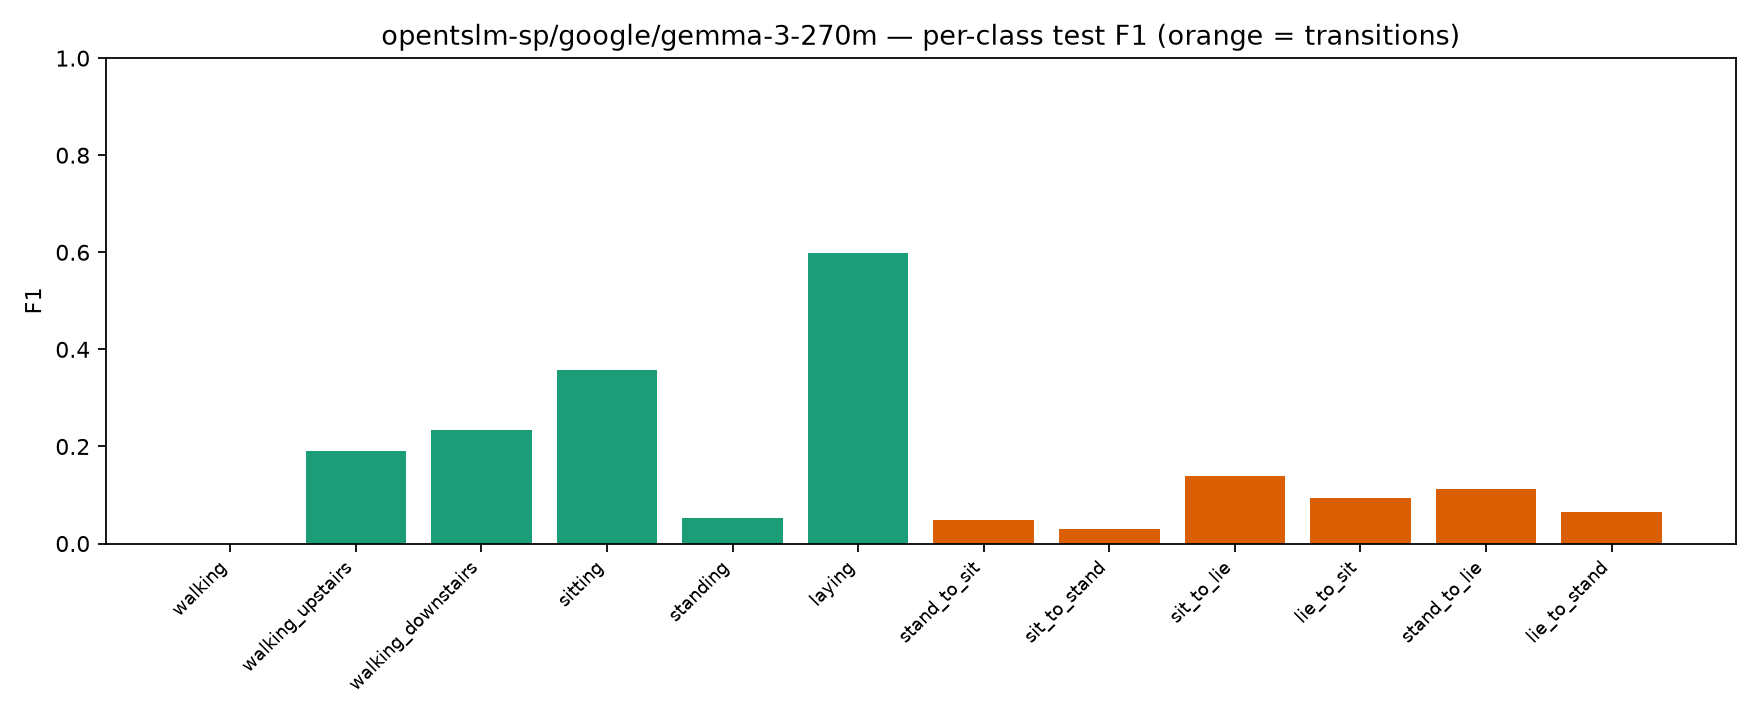 opentslm-sp/google/gemma-3-270m — per-class test F1 (orange = transitions)
1.0
0.8
0.6
0.4
0.2
0.0
F1
walking
walking_upstairs
walking_downstairs
sitting
standing
laying
stand_to_sit
sit_to_stand
sit_to_lie
lie_to_sit
stand_to_lie
lie_to_stand